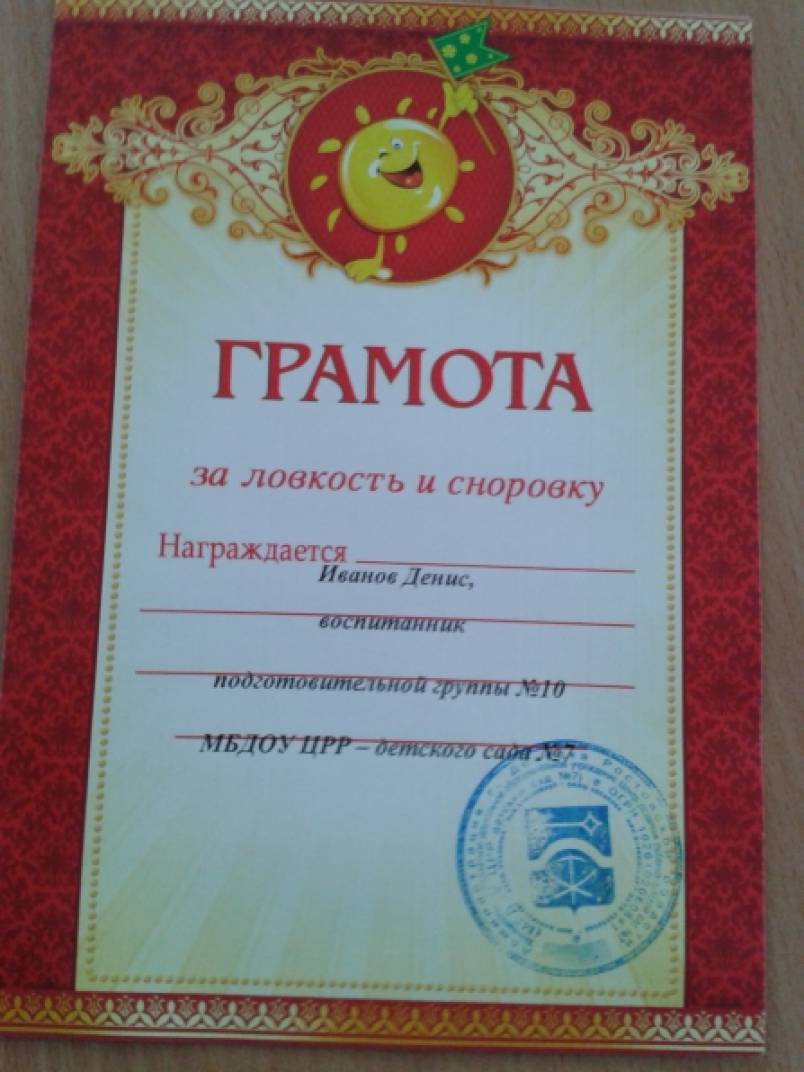 ГРАМОТА
за ловкость и сноровку
Награждается
Иванов Денис,
воспитанник
подготовительной группы №10
МБДОУ ЦРР – детского сада №7